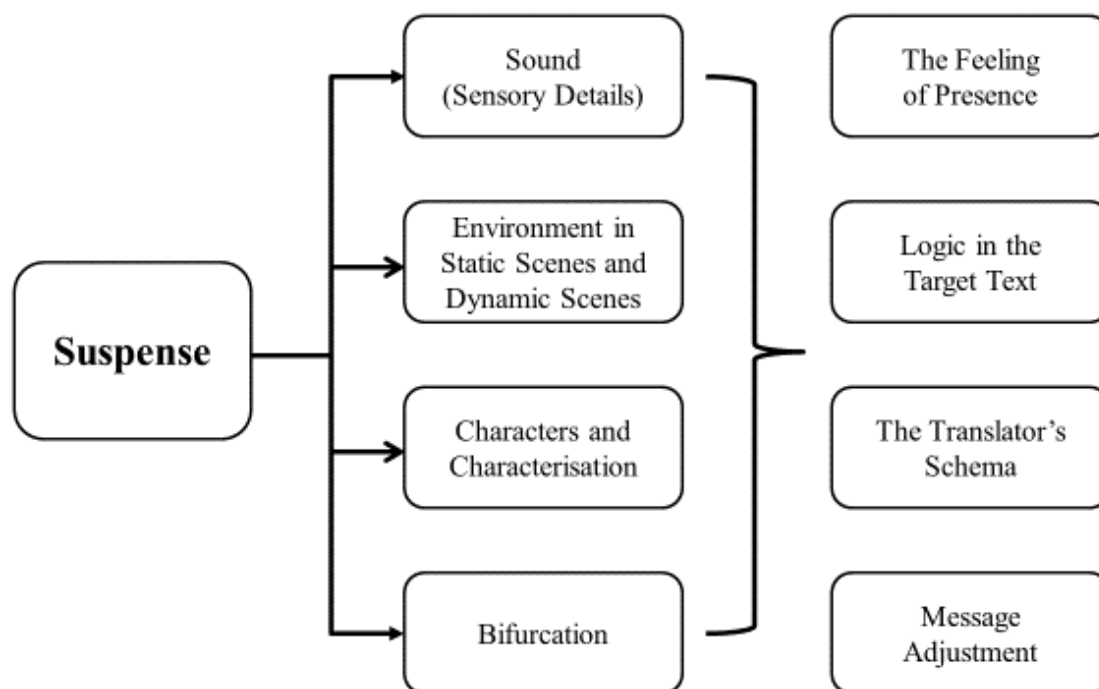 Suspense
Sound
(Sensory Details)
Environment in
Static Scenes and
Dynamic Scenes
Characters and
Characterisation
Bifurcation
The Feeling
of Presence
Logic in the
Target Text
The Translator’s
Schema
Message
Adjustment